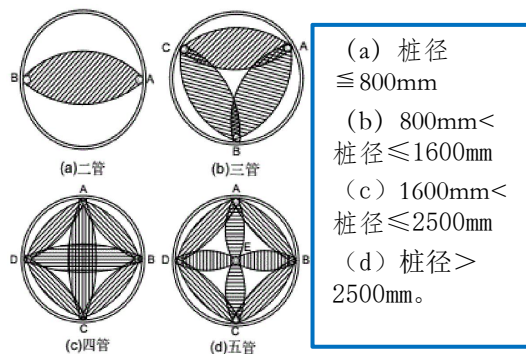 C
A
B
A
B
(a)二管
(b)三管
A
A
D
B
D
E
B
C
C
(c)四管
(d)五管
(a) 桩径
≦800mm
(b) 800mm<
桩径≤1600mm
（c）1600mm<
桩径≤2500mm
（d）桩径＞
2500mm。